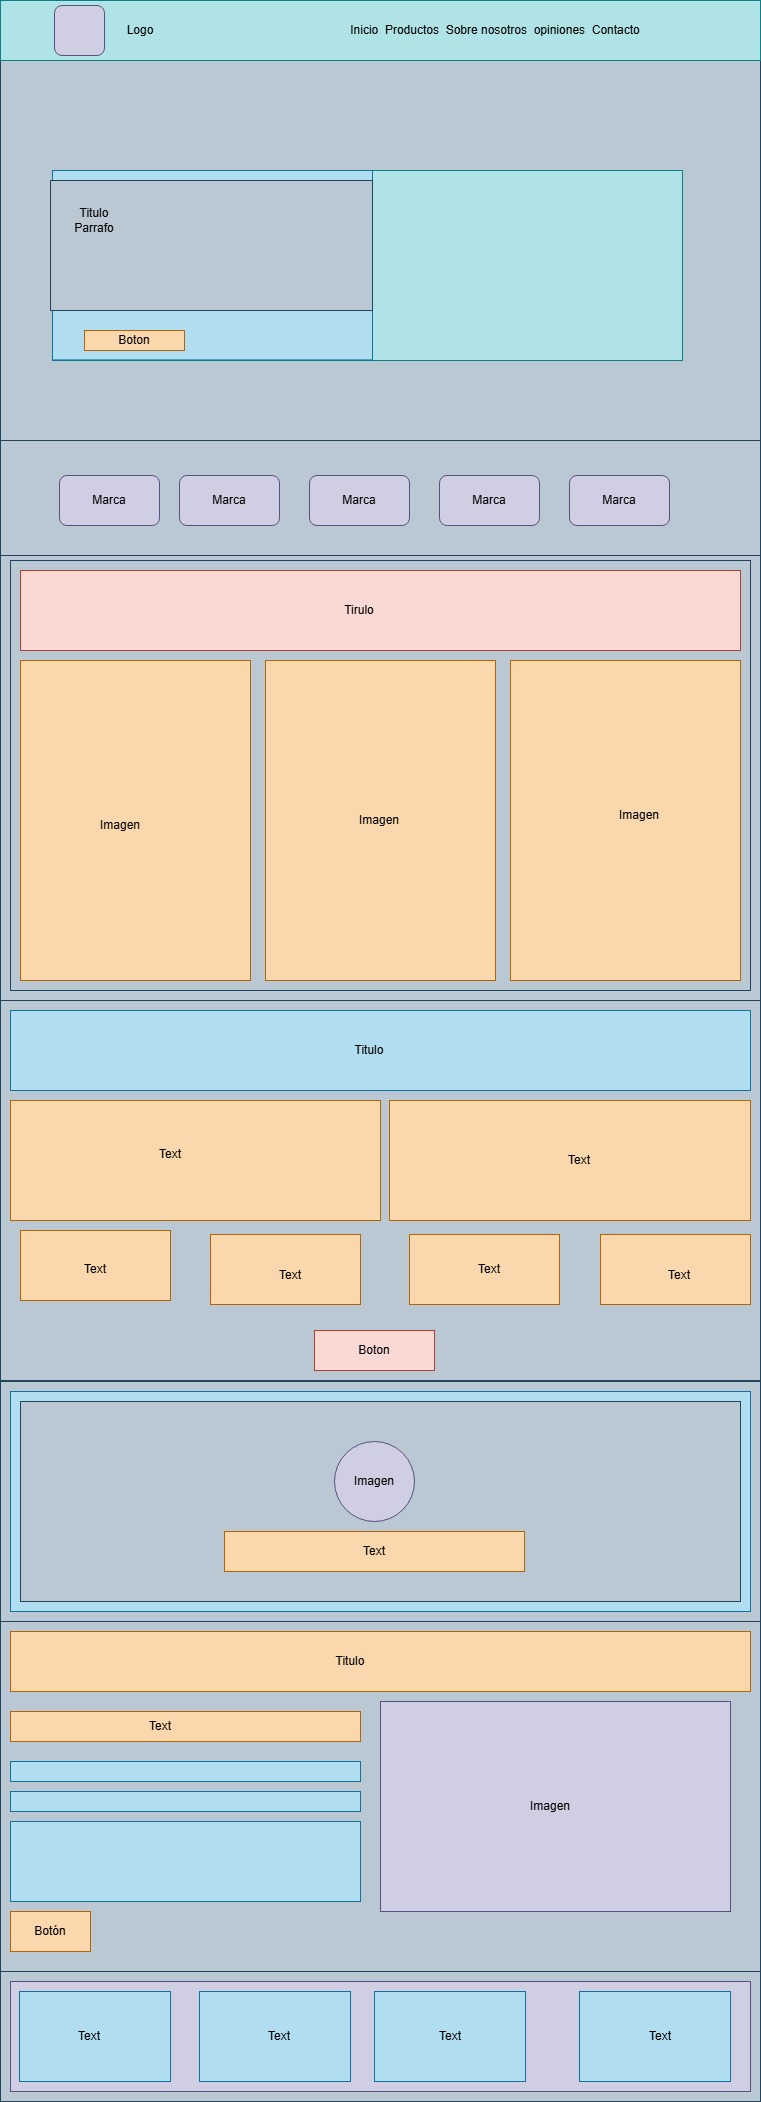 Logo
Inicio Productos Sobre nosotros opiniones Contacto
Titulo
Parrafo
Boton
Marca
Marca
Marca
Marca
Marca
Tirulo
Imagen
Imagen
Imagen
Titulo
Text
Text
Text
Text
Text
Text
Boton
Imagen
Text
Titulo
Text
Imagen
Botón
Text
Text
Text
Text